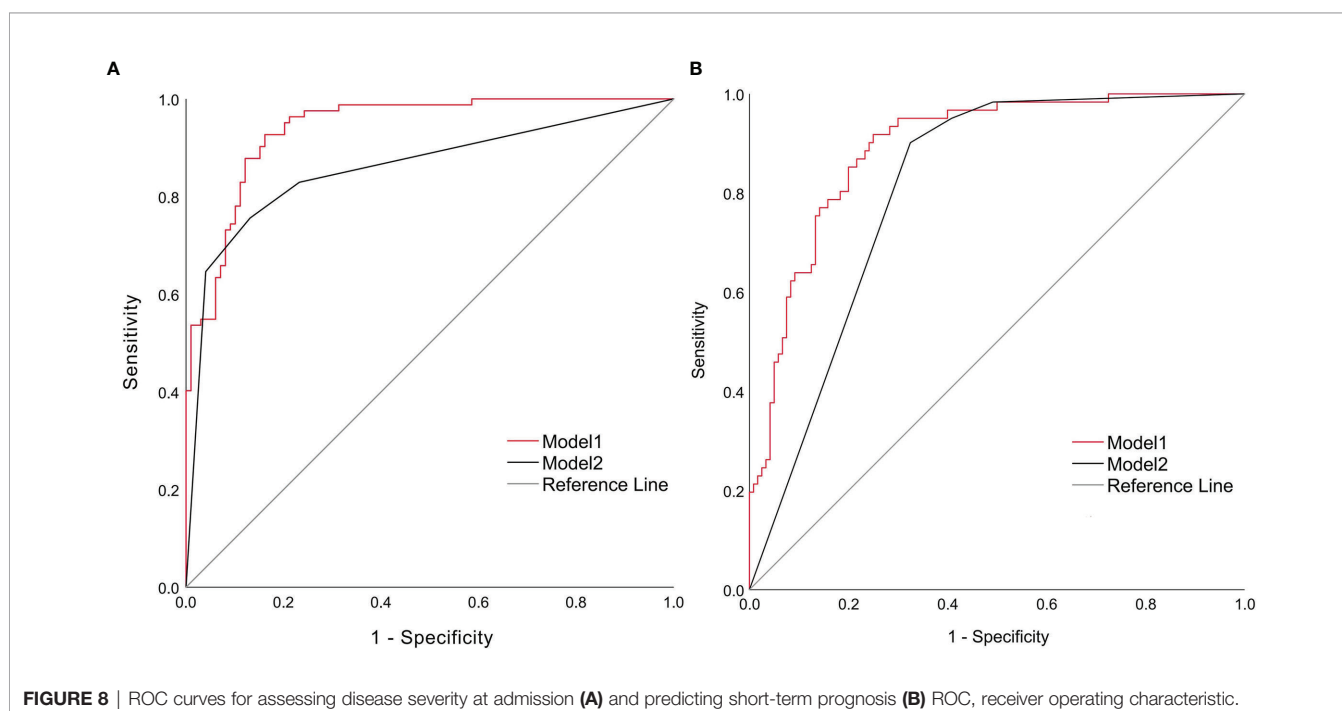 A
1.0
0.8
0.6
0.4
0.2
0.0
Sensitivity
Model1
Model2
Reference Line
0.0 0.2 0.4 0.6 0.8 1.0
1 - Specificity
B
1.0
0.8
0.6
0.4
0.2
0.0
Sensitivity
Model1
Model2
Reference Line
0.0 0.2 0.4 0.6 0.8 1.0
1 - Specificity
FIGURE 8 | ROC curves for assessing disease severity at admission (A) and predicting short-term prognosis (B) ROC, receiver operating characteristic.